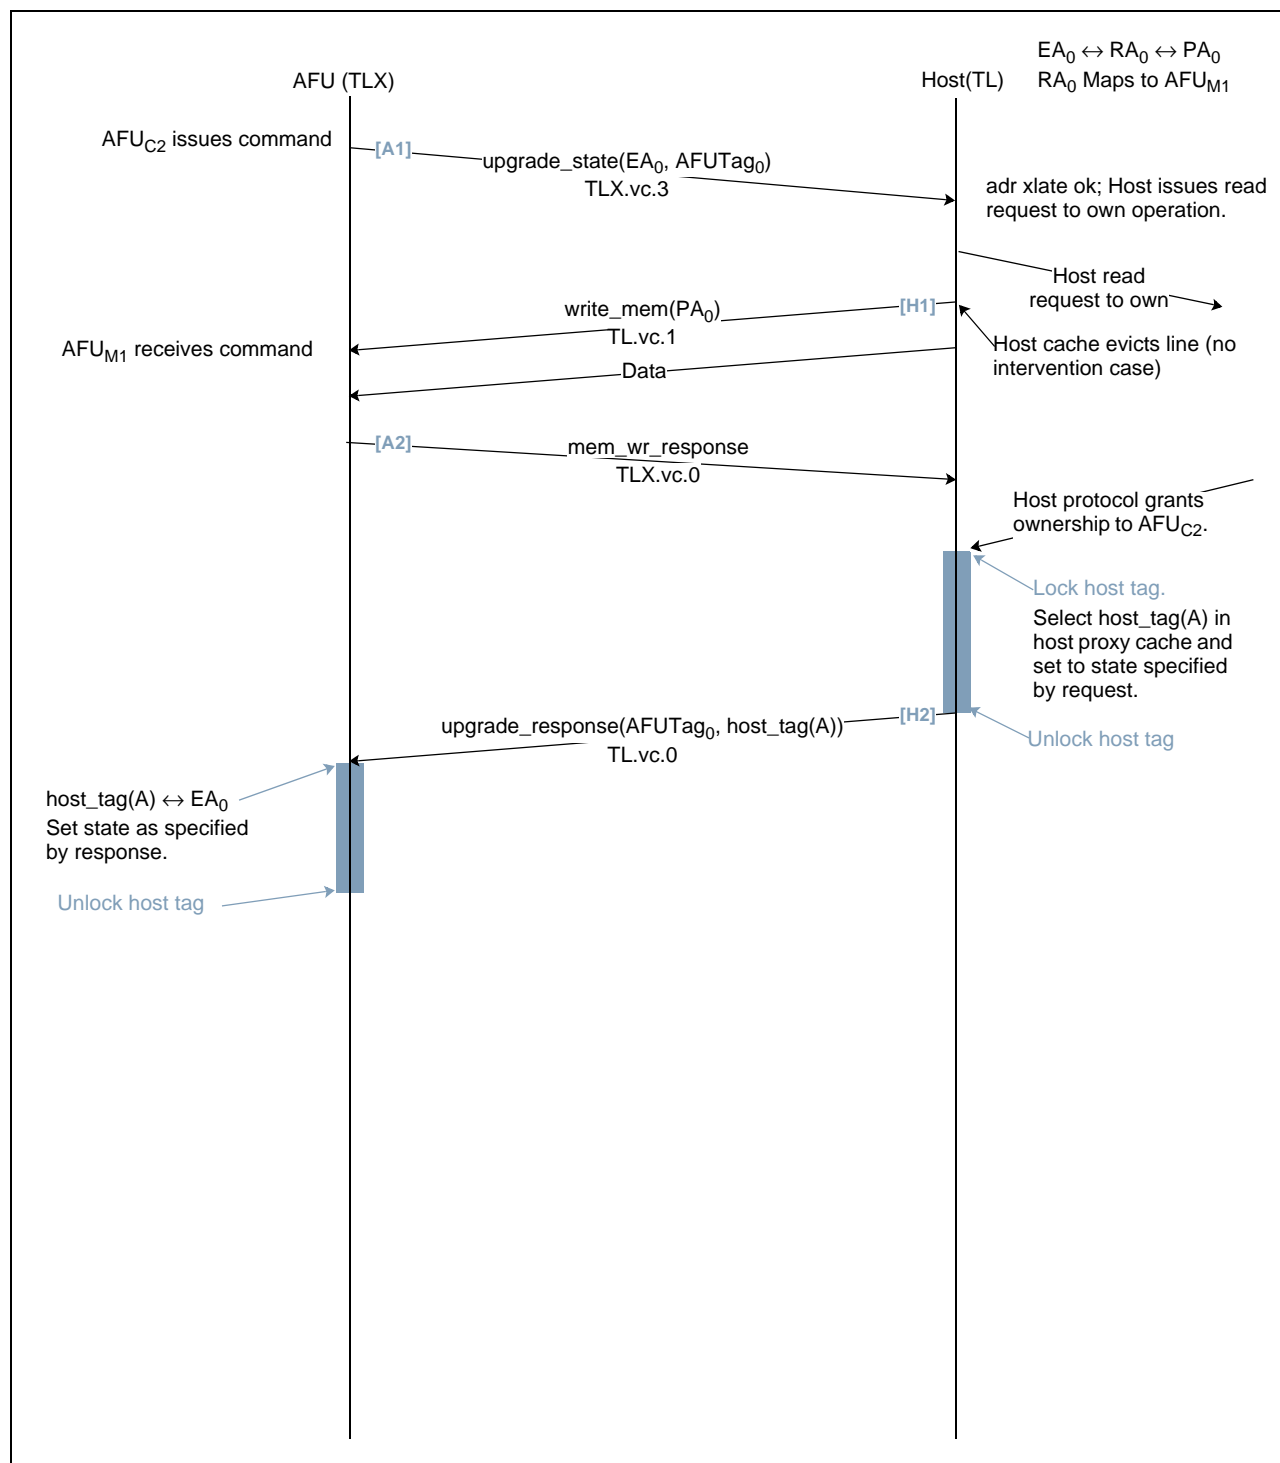 EA₀ ↔ RA₀ ↔ PA₀
AFU (TLX)
Host(TL)
RA₀ Maps to AFU_M1
AFU_C2 issues command
[A1]
upgrade_state(EA₀, AFUTag₀)
TLX.vc.3
adr xlate ok; Host issues read
request to own operation.
Host read
request to own
[H1]
write_mem(PA₀)
TL.vc.1
AFU_M1 receives command
Host cache evicts line (no
intervention case)
Data
[A2]
mem_wr_response
TLX.vc.0
Host protocol grants
ownership to AFU_C2.
Lock host tag.
Select host_tag(A) in
host proxy cache and
set to state specified
by request.
[H2]
upgrade_response(AFUTag₀, host_tag(A))
TL.vc.0
Unlock host tag
host_tag(A) ↔ EA₀
Set state as specified
by response.
Unlock host tag